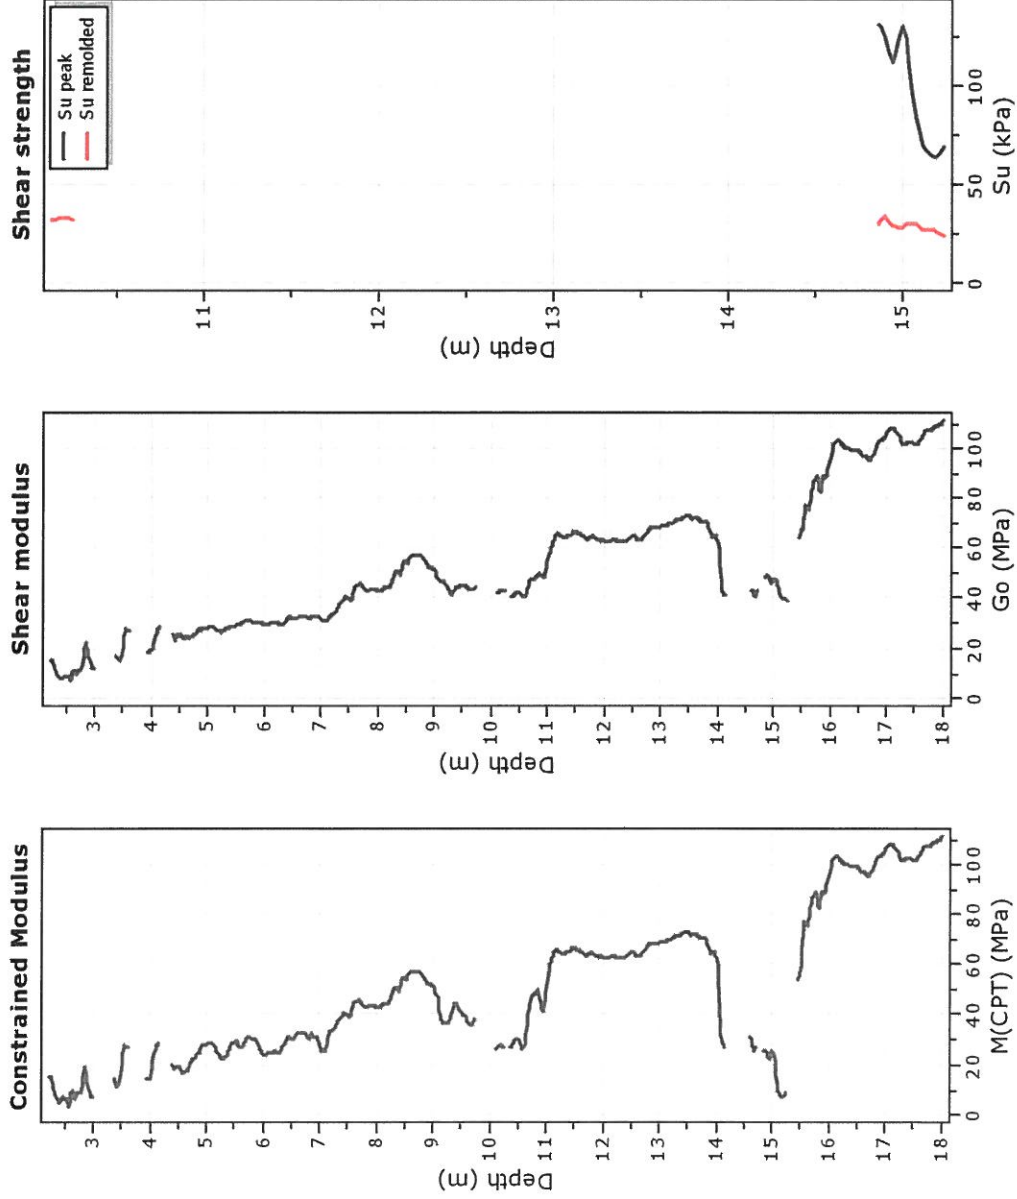 Constrained Modulus
Depth (m)
3
4
5
6
7
8
9
10
11
12
13
14
15
16
17
18
0 20 40 60 80 100
M(CPT) (MPa)
Shear modulus
Depth (m)
3
4
5
6
7
8
9
10
11
12
13
14
15
16
17
18
0 20 40 60 80 100
Go (MPa)
Shear strength
Su peak
Su remolded
Depth (m)
11
12
13
14
15
0 50 100
Su (kPa)